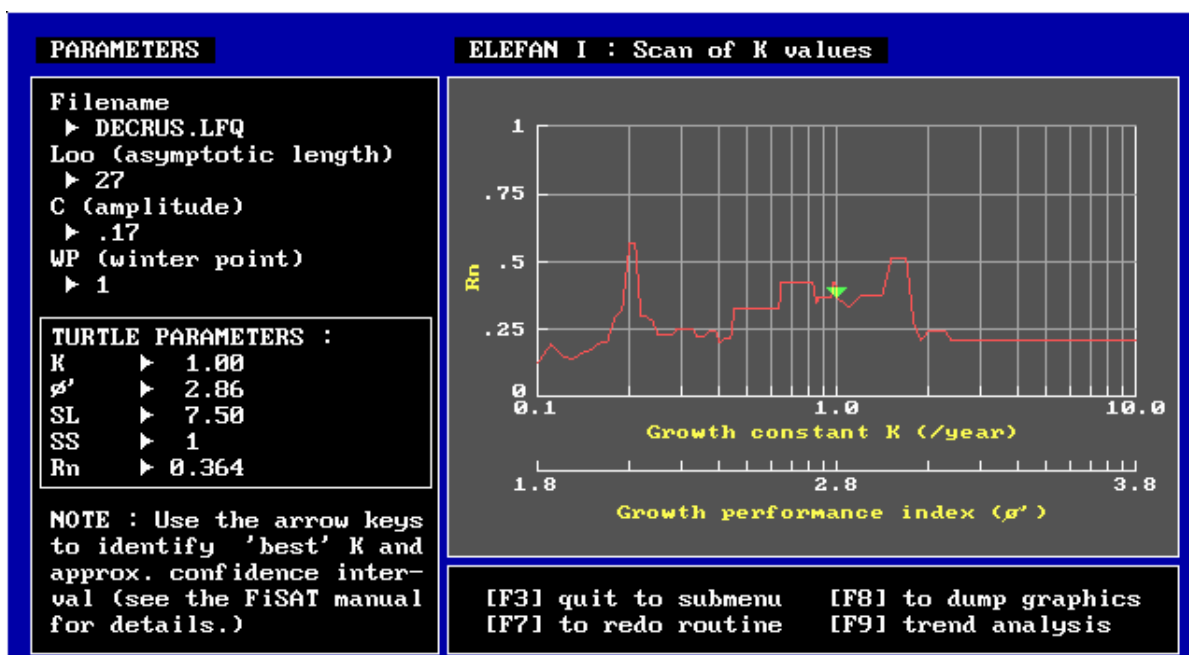 PARAMETERS
Filename
► DECRUS.LFQ
Loo (asymptotic length)
► 27
C (amplitude)
► .17
WP (winter point)
► 1
TURTLE PARAMETERS :
K ► 1.00
ø' ► 2.86
SL ► 7.50
SS ► 1
Rn ► 0.364
NOTE : Use the arrow keys
to identify 'best' K and
approx. confidence inter-
val (see the FiSAT manual
for details.)
ELEFAN I : Scan of K values
1
.75
.5
.25
0
Rn
0.1 1.0 10.0
Growth constant K (/year)
1.8 2.8 3.8
Growth performance index (ø')
[F3] quit to submenu [F8] to dump graphics
[F7] to redo routine [F9] trend analysis